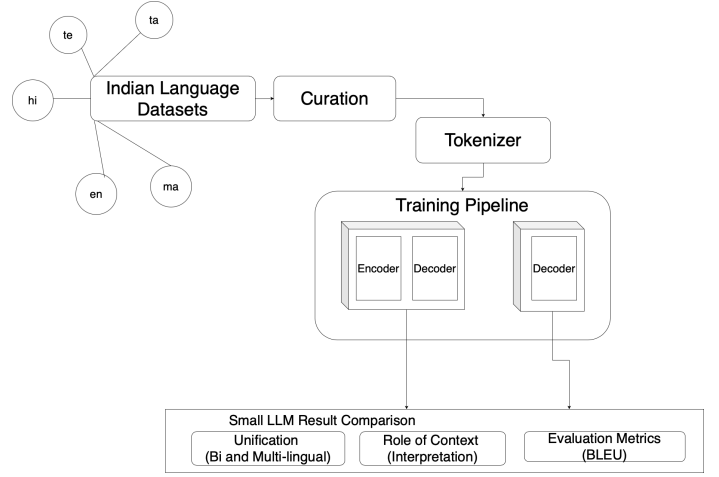 ta
te
hi
en
ma
Indian Language
Datasets
Curation
Tokenizer
Training Pipeline
Encoder
Decoder
Decoder
Small LLM Result Comparison
Unification
(Bi and Multi-lingual)
Role of Context
(Interpretation)
Evaluation Metrics
(BLEU)